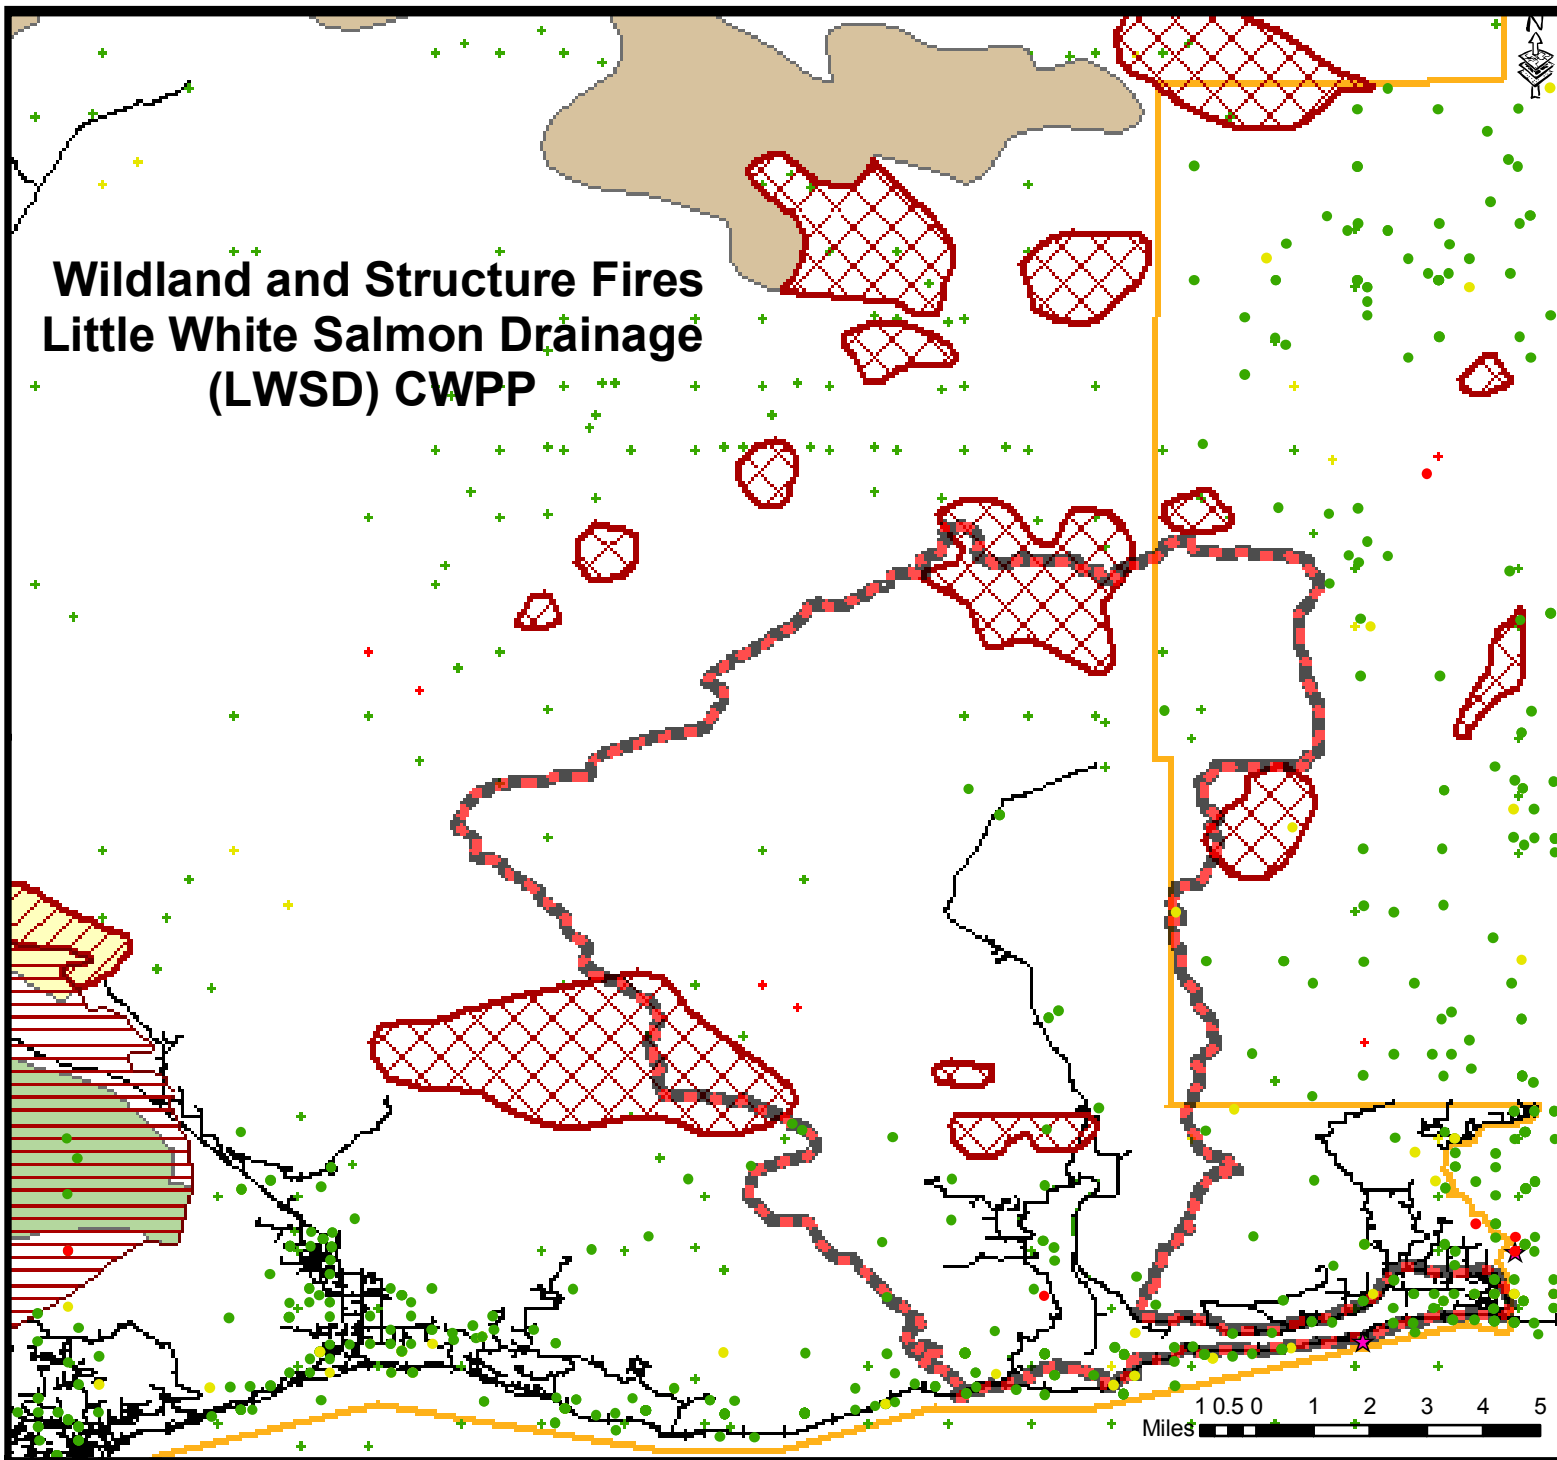 N
Wildland and Structure Fires
Little White Salmon Drainage
(LWSD) CWPP
1 0.5 0 1 2 3 4 5
Miles